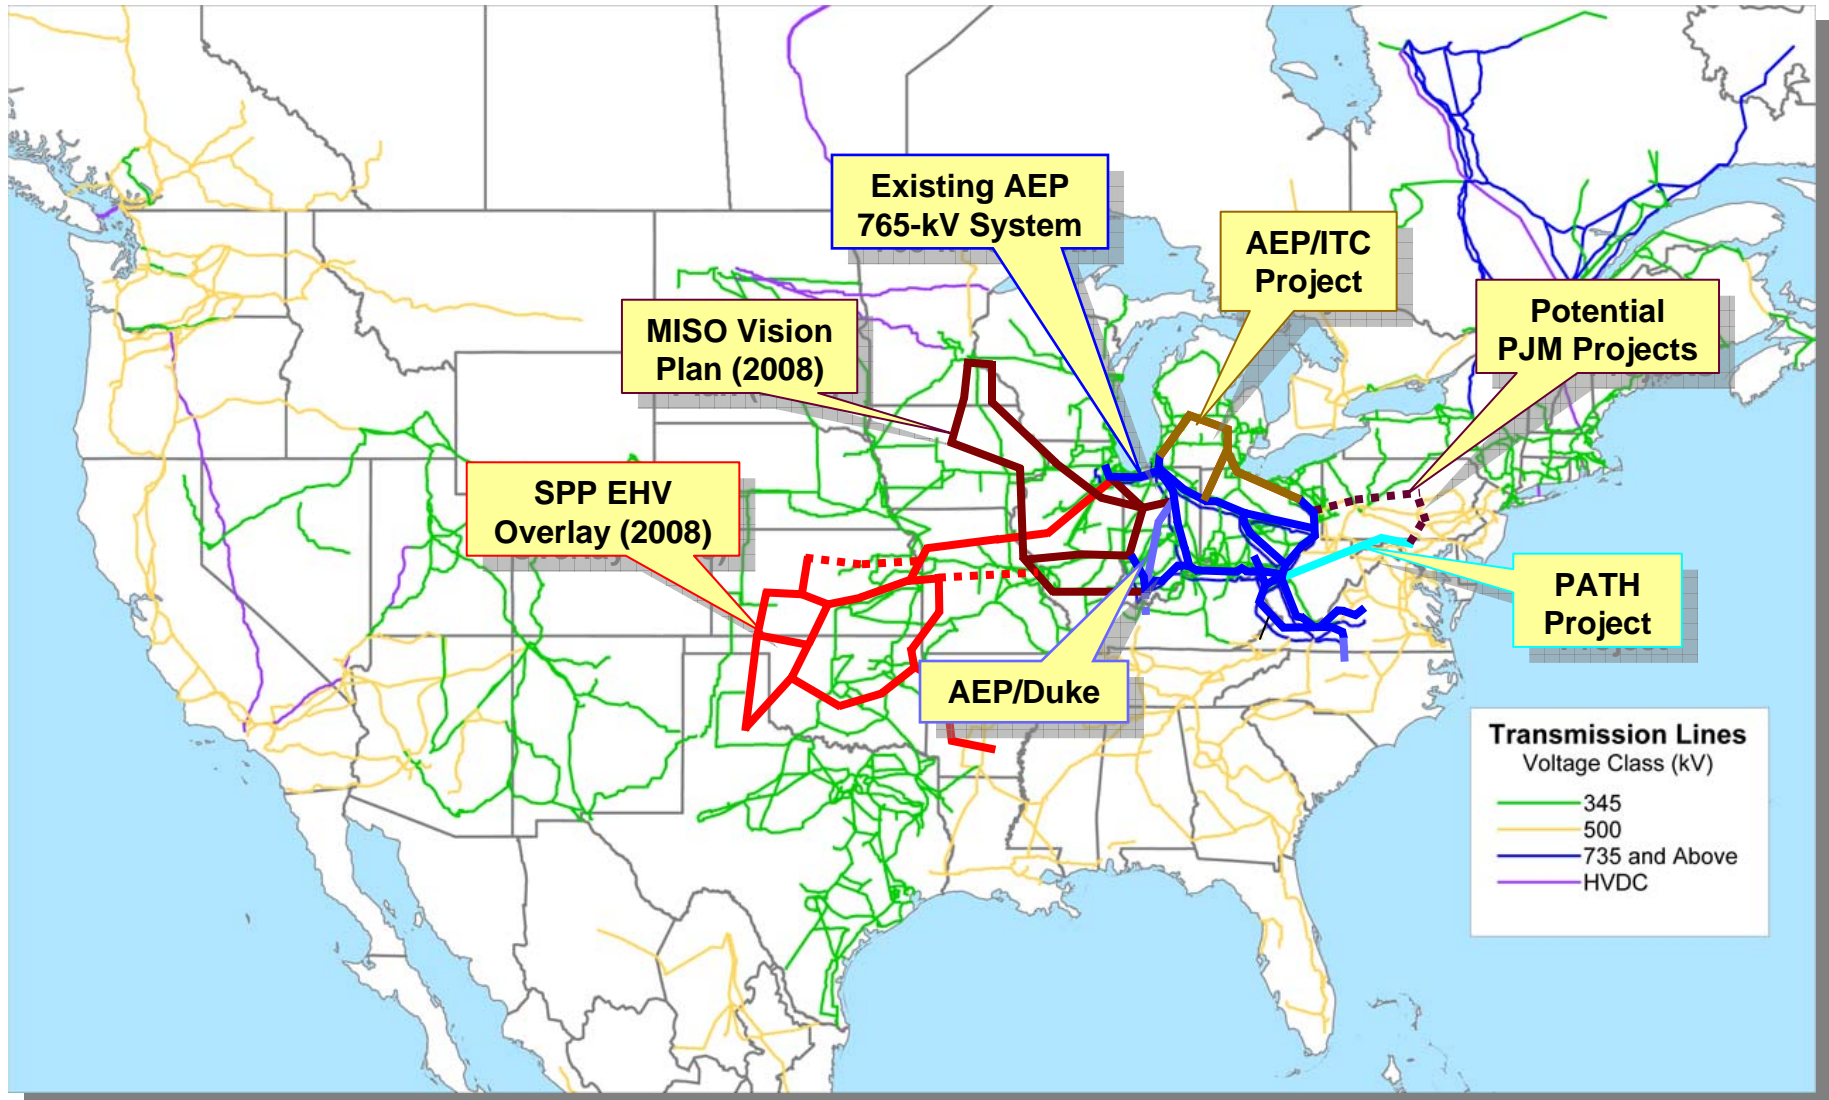 Existing AEP
765-kV System
AEP/ITC
Project
MISO Vision
Plan (2008)
Potential
PJM Projects
SPP EHV
Overlay (2008)
PATH
Project
AEP/Duke
Transmission Lines
Voltage Class (kV)
345
500
735 and Above
HVDC